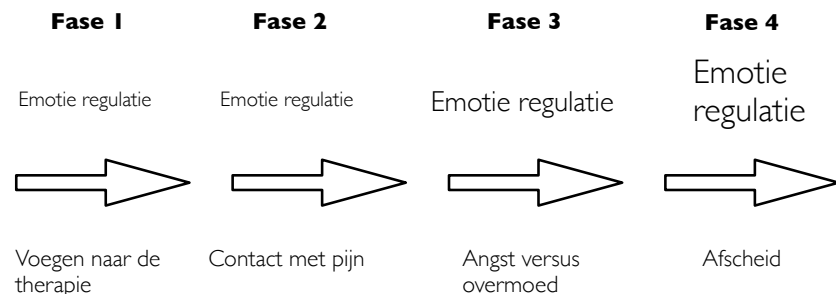 Fase 1
Fase 2
Fase 3
Fase 4
Emotie regulatie
Emotie regulatie
Emotie regulatie
Emotie
regulatie
Voegen naar de
therapie
Contact met pijn
Angst versus
overmoed
Afscheid